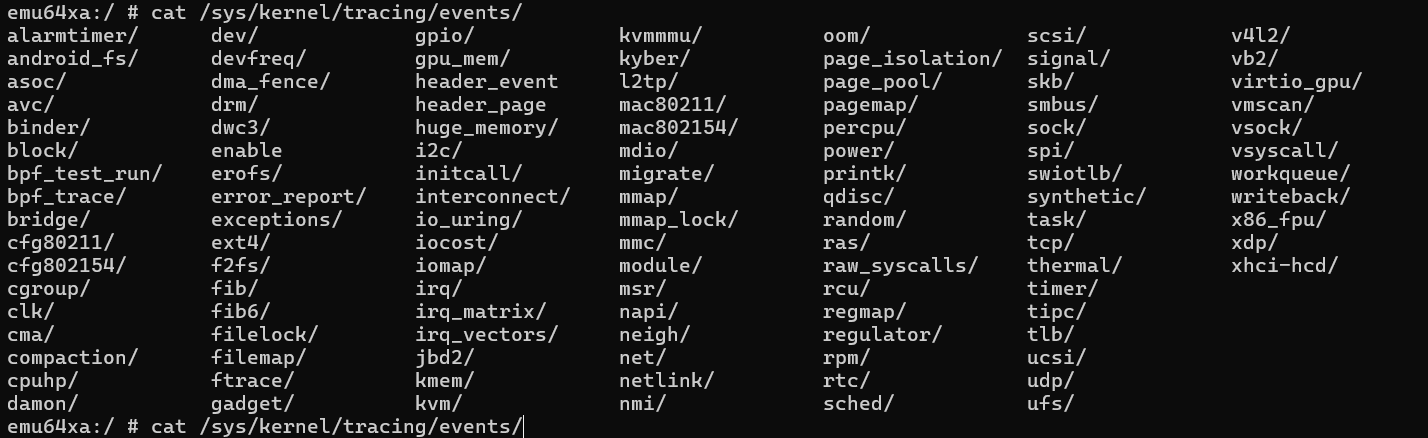 emu64xa:/ # cat /sys/kernel/tracing/events/
alarmtimer/ dev/ gpio/ kvmmmu/ oom/ scsi/ v4l2/
android_fs/ devfreq/ gpu_mem/ kyber/ page_isolation/ signal/ vb2/
asoc/ dma_fence/ header_event l2tp/ page_pool/ skb/ virtio_gpu/
avc/ drm/ header_page mac80211/ pagemap/ smbus/ vmscan/
binder/ dwc3/ huge_memory/ mac802154/ percpu/ sock/ vsock/
block/ enable i2c/ mdio/ power/ spi/ vsyscall/
bpf_test_run/ erofs/ initcall/ migrate/ printk/ swiotlb/ workqueue/
bpf_trace/ error_report/ interconnect/ mmap/ qdisc/ synthetic/ writeback/
bridge/ exceptions/ io_uring/ mmap_lock/ random/ task/ x86_fpu/
cfg80211/ ext4/ iocost/ mmc/ ras/ tcp/ xdp/
cfg802154/ f2fs/ iomap/ module/ raw_syscalls/ thermal/ xhci-hcd/
cgroup/ fib/ irq/ msr/ rcu/ timer/
clk/ fib6/ irq_matrix/ napi/ regmap/ tipc/
cma/ filelock/ irq_vectors/ neigh/ regulator/ tlb/
compaction/ filemap/ jbd2/ net/ rpm/ ucsi/
cpuhp/ ftrace/ kmem/ netlink/ rtc/ udp/
damon/ gadget/ kvm/ nmi/ sched/ ufs/
emu64xa:/ # cat /sys/kernel/tracing/events/